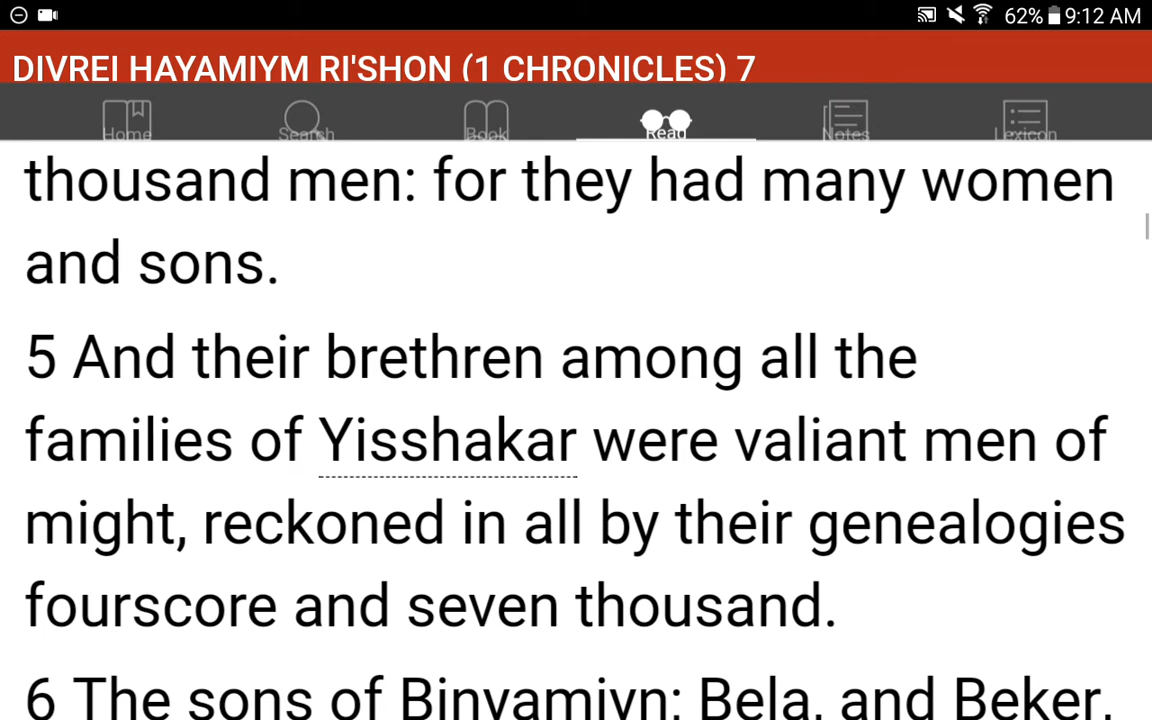 62% 9:12 AM
DIVREI HAYAMIYM RI'SHON (1 CHRONICLES) 7
Home Search Book Read Notes Lexicon
thousand men: for they had many women
and sons.
5 And their brethren among all the
families of Yisshakar were valiant men of
might, reckoned in all by their genealogies
fourscore and seven thousand.
6 The sons of Binyamiyn; Bela, and Beker,